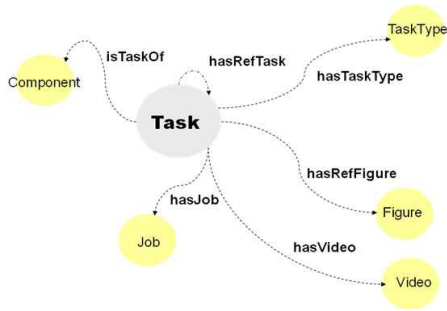 TaskType
isTaskOf
hasRefTask
hasTaskType
Component
Task
hasRefFigure
hasJob
Figure
Job
hasVideo
Video